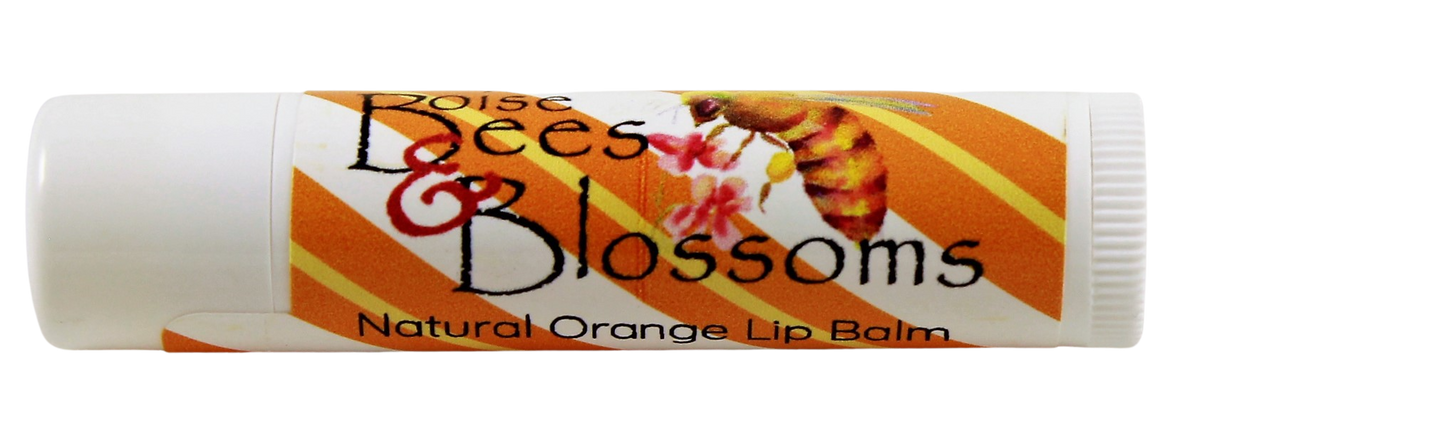 Boise
Bees
&
Blossoms
Natural Orange Lip Balm